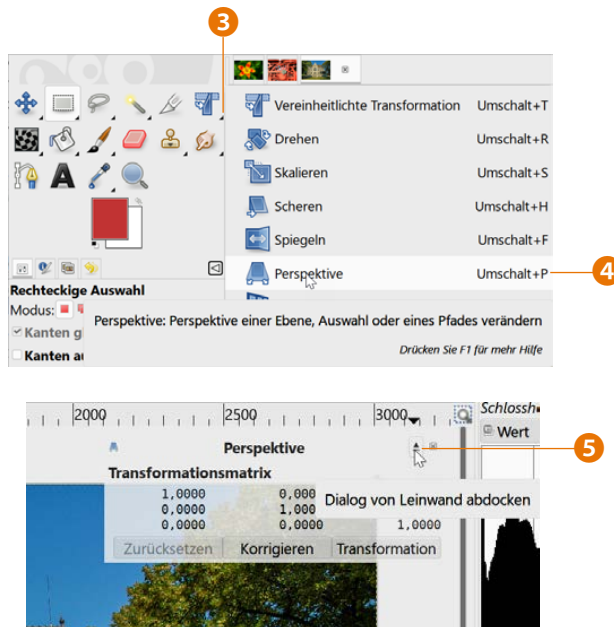 3
Vereinheitlichte Transformation Umschalt+T
Drehen Umschalt+R
Skalieren Umschalt+S
Scheren Umschalt+H
Spiegeln Umschalt+F
Perspektive Umschalt+P
4
Rechteckige Auswahl
Modus:
Kanten g
Kanten au
Perspektive: Perspektive einer Ebene, Auswahl oder eines Pfades verändern
Drücken Sie F1 für mehr Hilfe
2000 2500 3000
Schlossh
Wert
Perspektive
5
Transformationsmatrix
Dialog von Leinwand abdocken
1,0000 0,000
0,0000 1,000
0,0000 0,0000 1,0000
Zurücksetzen Korrigieren Transformation